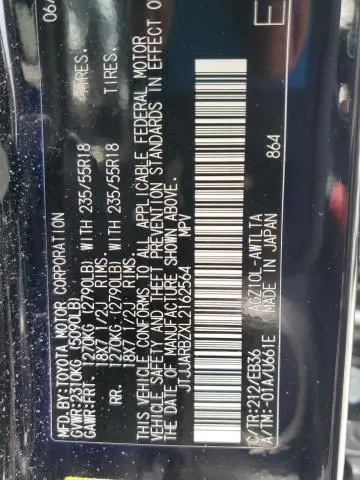 MFD.BY:TOYOTA MOTOR CORPORATION 06/
GVWR:2310KG (5090LB)
GAWR:FRT. 1270KG (2790LB) WITH 235/55R18 TIRES,
18X7 1/2J RIMS,
RR. 1270KG (2790LB) WITH 235/55R18 TIRES,
18X7 1/2J RIMS,
THIS VEHICLE CONFORMS TO ALL APPLICABLE FEDERAL MOTOR
VEHICLE SAFETY AND THEFT PREVENTION STANDARDS IN EFFECT O
THE DATE OF MANUFACTURE SHOWN ABOVE.
JTJJARBZXL2162564 MPV E
C/TR:212/EB36 AGZ10L-AWTLTA
A/TM:-01A/U661E MADE IN JAPAN 864